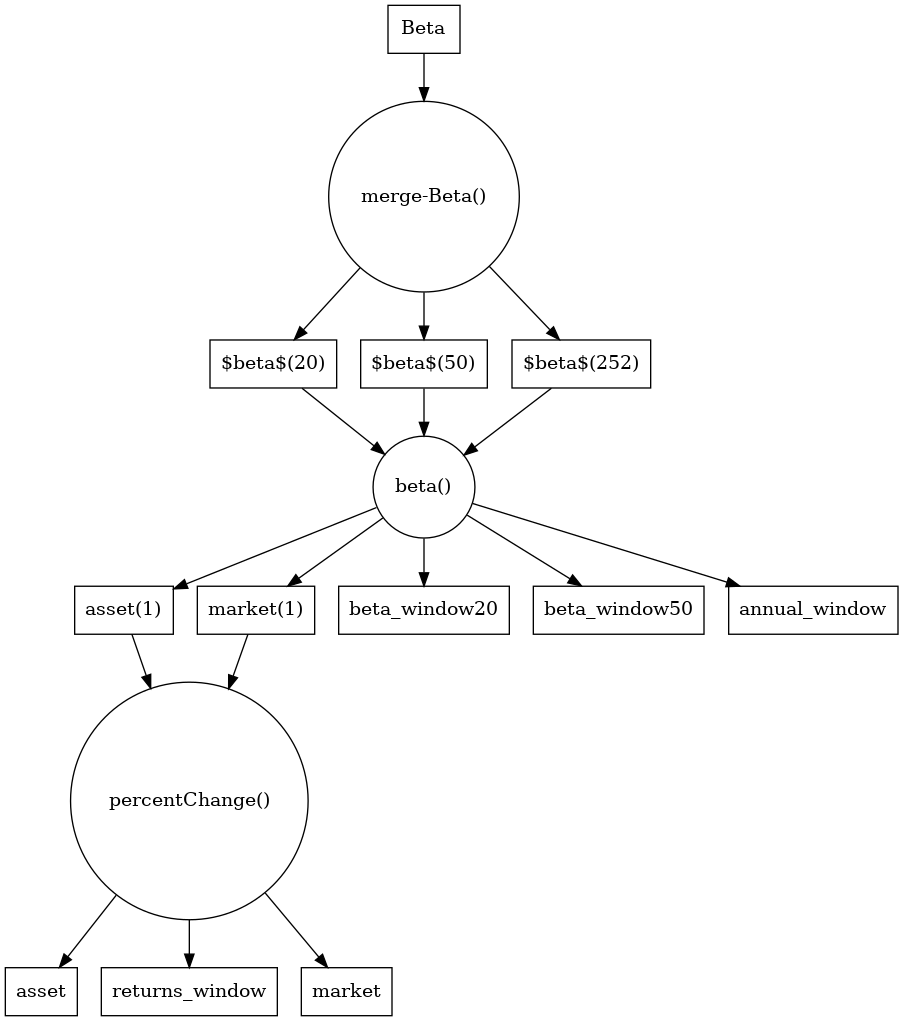 Beta
merge-Beta()
$beta$(20)
$beta$(50)
$beta$(252)
beta()
asset(1)
market(1)
beta_window20
beta_window50
annual_window
percentChange()
asset
returns_window
market